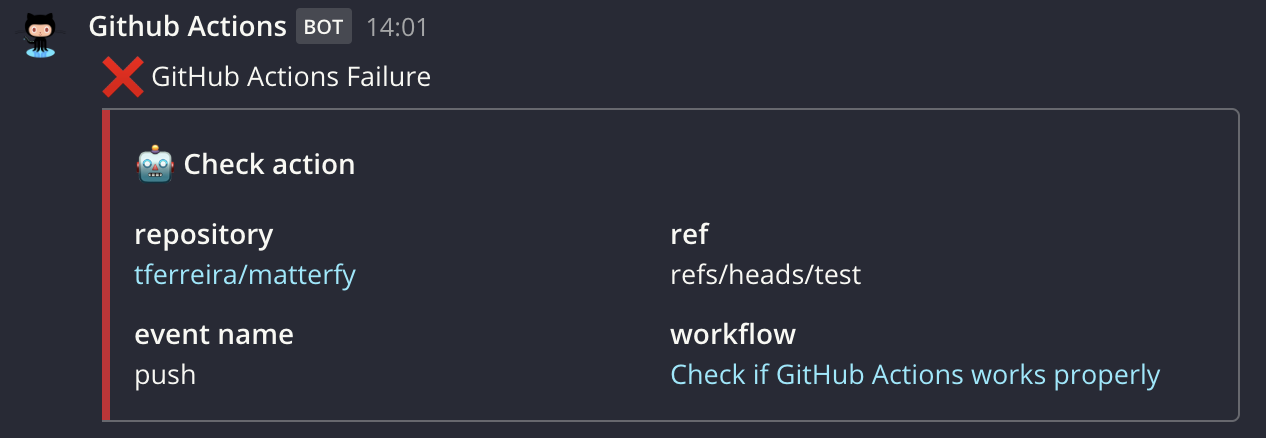 Github Actions BOT 14:01
❌ GitHub Actions Failure
🤖 Check action
repository
tferreira/matterfy
ref
refs/heads/test
event name
push
workflow
Check if GitHub Actions works properly